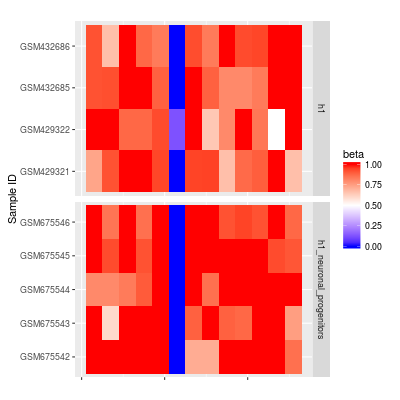 GSM432686
GSM432685
GSM429322
GSM429321
h1
GSM675546
GSM675545
GSM675544
GSM675543
GSM675542
h1_neuronal_progenitors
Sample ID
beta
1.00
0.75
0.50
0.25
0.00